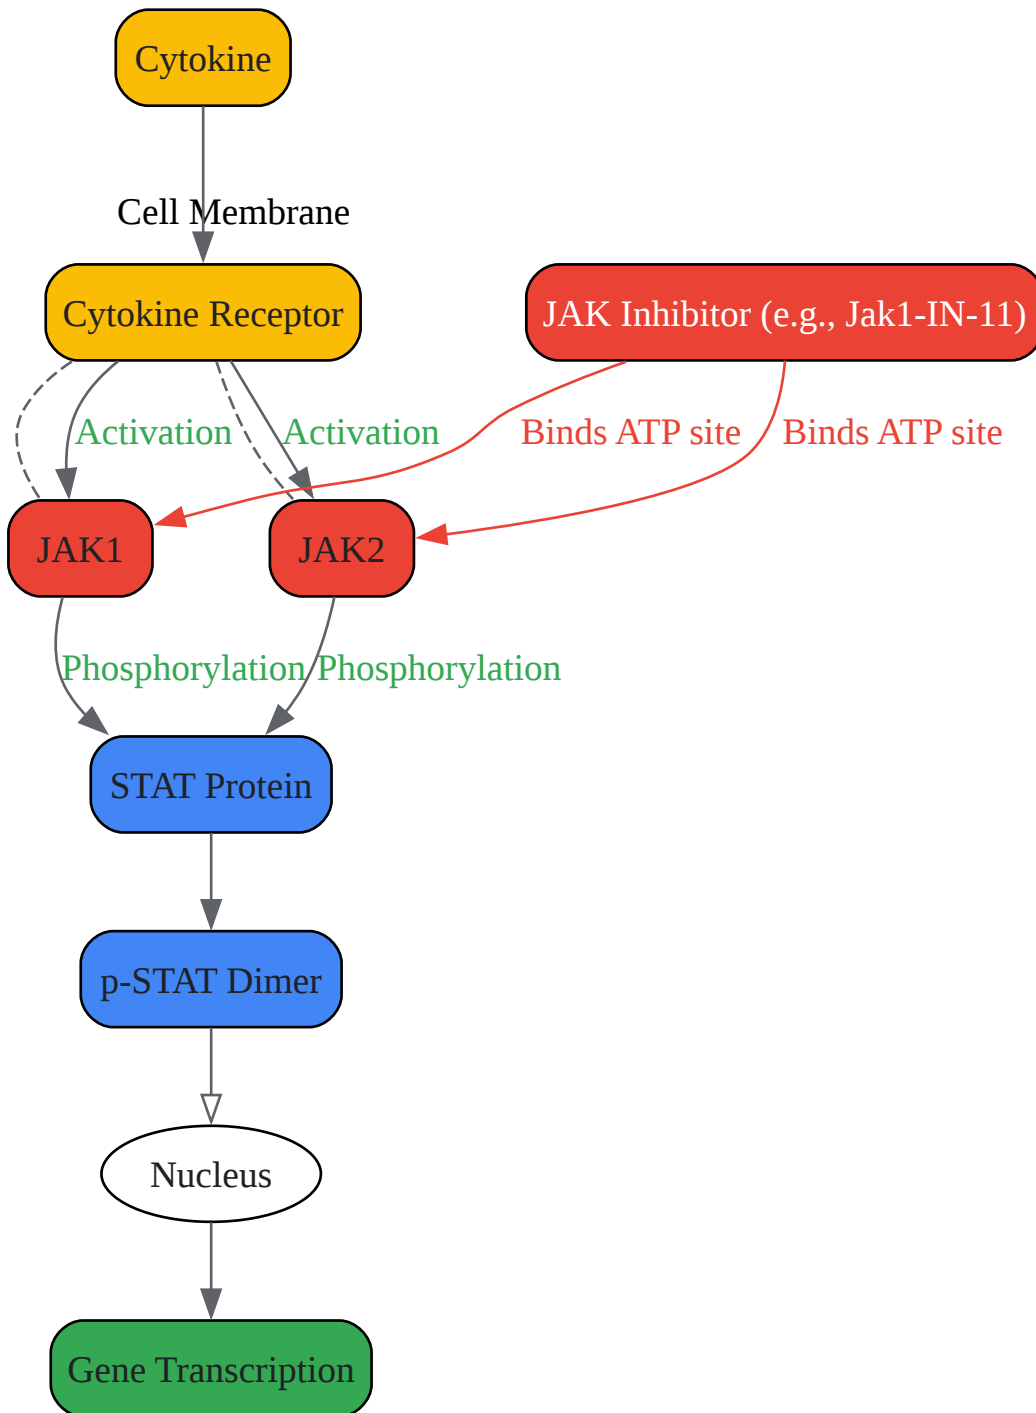 Cytokine
Cell Membrane
Cytokine Receptor
JAK Inhibitor (e.g., Jak1-IN-11)
Activation
Activation
Binds ATP site
Binds ATP site
JAK1
JAK2
Phosphorylation
Phosphorylation
STAT Protein
p-STAT Dimer
Nucleus
Gene Transcription